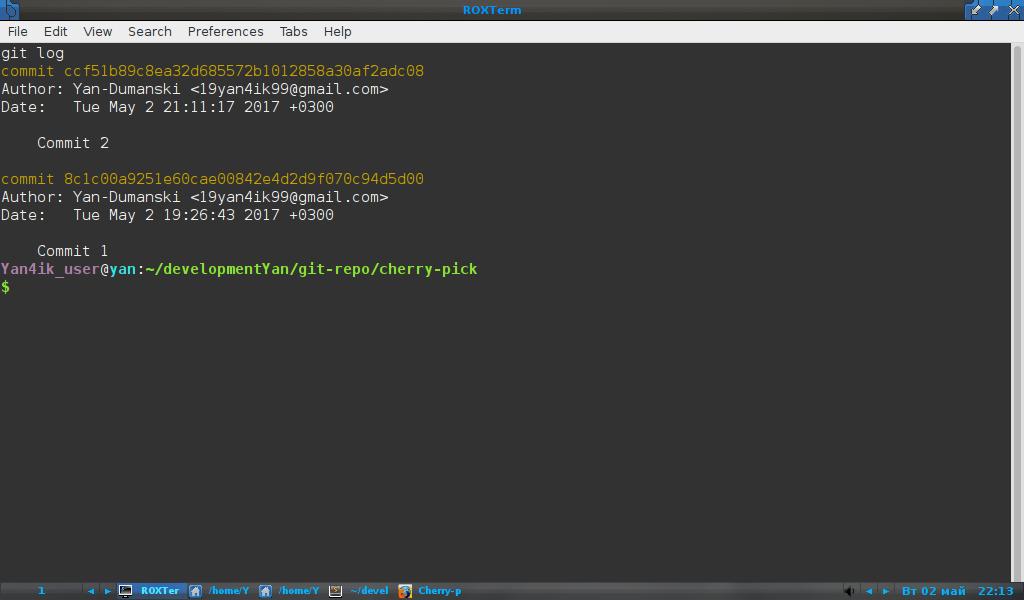 ROXTerm
File Edit View Search Preferences Tabs Help
git log
commit ccf51b89c8ea32d685572b1012858a30af2adc08
Author: Yan-Dumanski <19yan4ik99@gmail.com>
Date:   Tue May 2 21:11:17 2017 +0300
    Commit 2
commit 8c1c00a9251e60cae00842e4d2d9f070c94d5d00
Author: Yan-Dumanski <19yan4ik99@gmail.com>
Date:   Tue May 2 19:26:43 2017 +0300
    Commit 1
Yan4ik_user@yan:~/developmentYan/git-repo/cherry-pick
$
1 ROXTer /home/Y /home/Y ~/devel Cherry-p Вт 02 май 22:13